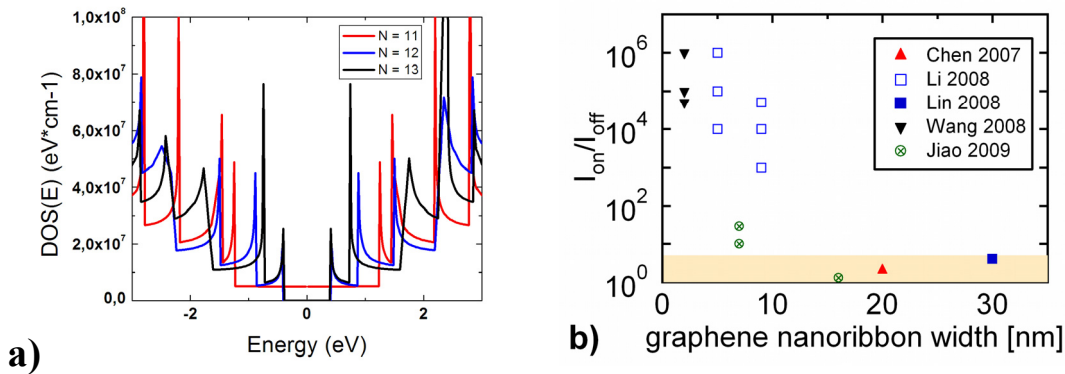 1,0x10⁸
8,0x10⁷
6,0x10⁷
4,0x10⁷
2,0x10⁷
0,0
DOS(E) (eV*cm-1)
N = 11
N = 12
N = 13
-2
0
2
Energy (eV)
a)
10⁶
10⁴
10²
10⁰
Ion/Ioff
Chen 2007
Li 2008
Lin 2008
Wang 2008
Jiao 2009
0
10
20
30
graphene nanoribbon width [nm]
b)